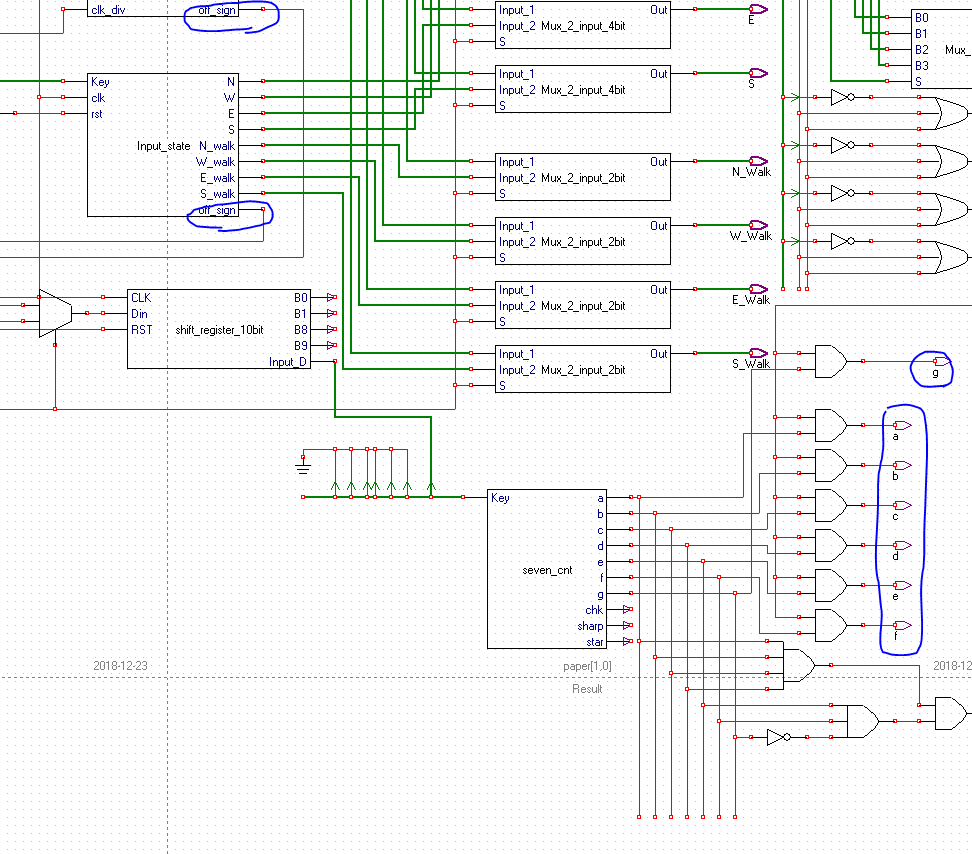 clk_div off_sign
Input_1 Out
Input_2 Mux_2_input_4bit
S
E
B0
B1
B2
B3
S
Mux_
Key N
clk W
rst E
S
Input_state N_walk
W_walk
E_walk
S_walk
off_sign
Input_1 Out
Input_2 Mux_2_input_4bit
S
S
Input_1 Out
Input_2 Mux_2_input_2bit
S
N_Walk
Input_1 Out
Input_2 Mux_2_input_2bit
S
W_Walk
Input_1 Out
Input_2 Mux_2_input_2bit
S
E_Walk
Input_1 Out
Input_2 Mux_2_input_2bit
S
S_Walk
CLK B0
Din B1
RST shift_register_10bit B8
B9
Input_D
g
a
b
c
d
e
f
Key a
b
c
d
seven_cnt e
f
g
chk
sharp
star
2018-12-23 paper[1,0] 2018-12
Result